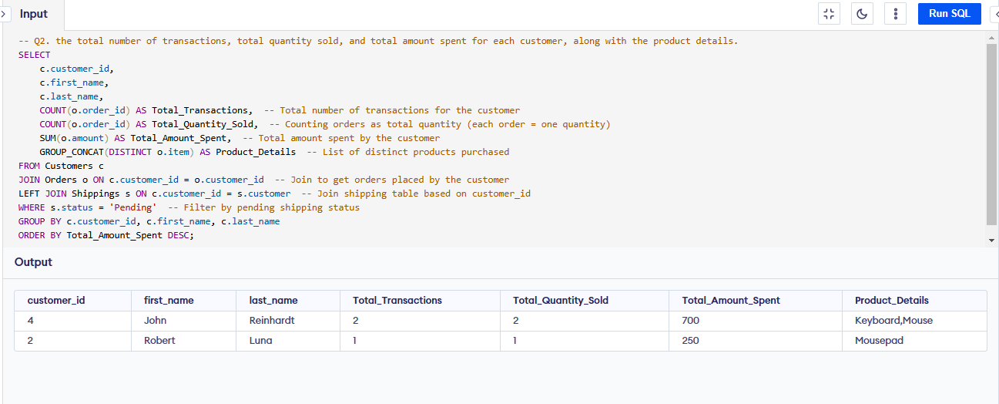 Input
Run SQL
-- Q2. the total number of transactions, total quantity sold, and total amount spent for each customer, along with the product details.
SELECT
c.customer_id,
c.first_name,
c.last_name,
COUNT(o.order_id) AS Total_Transactions,  -- Total number of transactions for the customer
COUNT(o.order_id) AS Total_Quantity_Sold,  -- Counting orders as total quantity (each order = one quantity)
SUM(o.amount) AS Total_Amount_Spent,  -- Total amount spent by the customer
GROUP_CONCAT(DISTINCT o.item) AS Product_Details  -- List of distinct products purchased
FROM Customers c
JOIN Orders o ON c.customer_id = o.customer_id  -- Join to get orders placed by the customer
LEFT JOIN Shippings s ON c.customer_id = s.customer  -- Join shipping table based on customer_id
WHERE s.status = 'Pending'  -- Filter by pending shipping status
GROUP BY c.customer_id, c.first_name, c.last_name
ORDER BY Total_Amount_Spent DESC;
Output
customer_id first_name last_name Total_Transactions Total_Quantity_Sold Total_Amount_Spent Product_Details
4 John Reinhardt 2 2 700 Keyboard,Mouse
2 Robert Luna 1 1 250 Mousepad